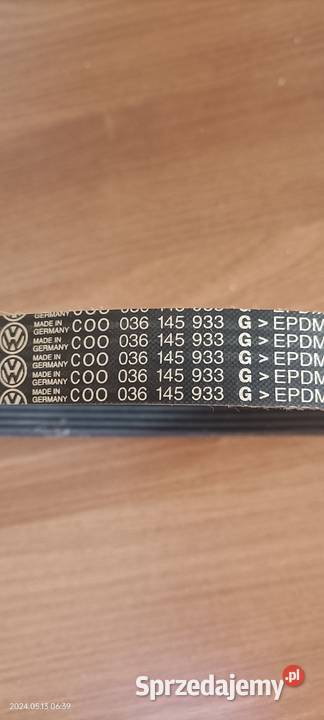 MADE IN GERMANY COO 036 145 933 G > EPDM
MADE IN GERMANY COO 036 145 933 G > EPDM
MADE IN GERMANY COO 036 145 933 G > EPDM
MADE IN GERMANY COO 036 145 933 G > EPDM
2024.05.13 06:39
Sprzedajemy.pl